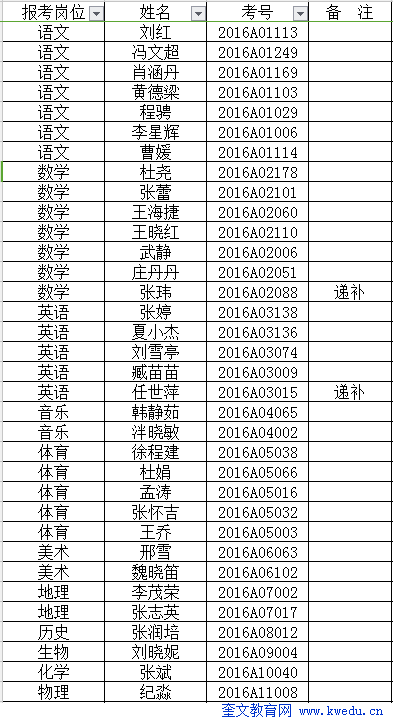 报考岗位 姓名 考号 备 注
语文 刘红 2016A01113
语文 冯文超 2016A01249
语文 肖涵丹 2016A01169
语文 黄德梁 2016A01103
语文 程骋 2016A01029
语文 李星辉 2016A01006
语文 曹媛 2016A01114
数学 杜尧 2016A02178
数学 张蕾 2016A02101
数学 王海捷 2016A02060
数学 王晓红 2016A02110
数学 武静 2016A02006
数学 庄丹丹 2016A02051
数学 张玮 2016A02088 递补
英语 张婷 2016A03138
英语 夏小杰 2016A03136
英语 刘雪亭 2016A03074
英语 臧苗苗 2016A03009
英语 任世萍 2016A03015 递补
音乐 韩静茹 2016A04065
音乐 泮晓敏 2016A04002
体育 徐程建 2016A05038
体育 杜娟 2016A05066
体育 孟涛 2016A05016
体育 张怀吉 2016A05032
体育 王乔 2016A05003
美术 邢雪 2016A06063
美术 魏晓笛 2016A06102
地理 李茂荣 2016A07002
地理 张志英 2016A07017
历史 张润培 2016A08012
生物 刘晓妮 2016A09004
化学 张斌 2016A10040
物理 纪淼 2016A11008
奎文教育网 www.kwedu.cn